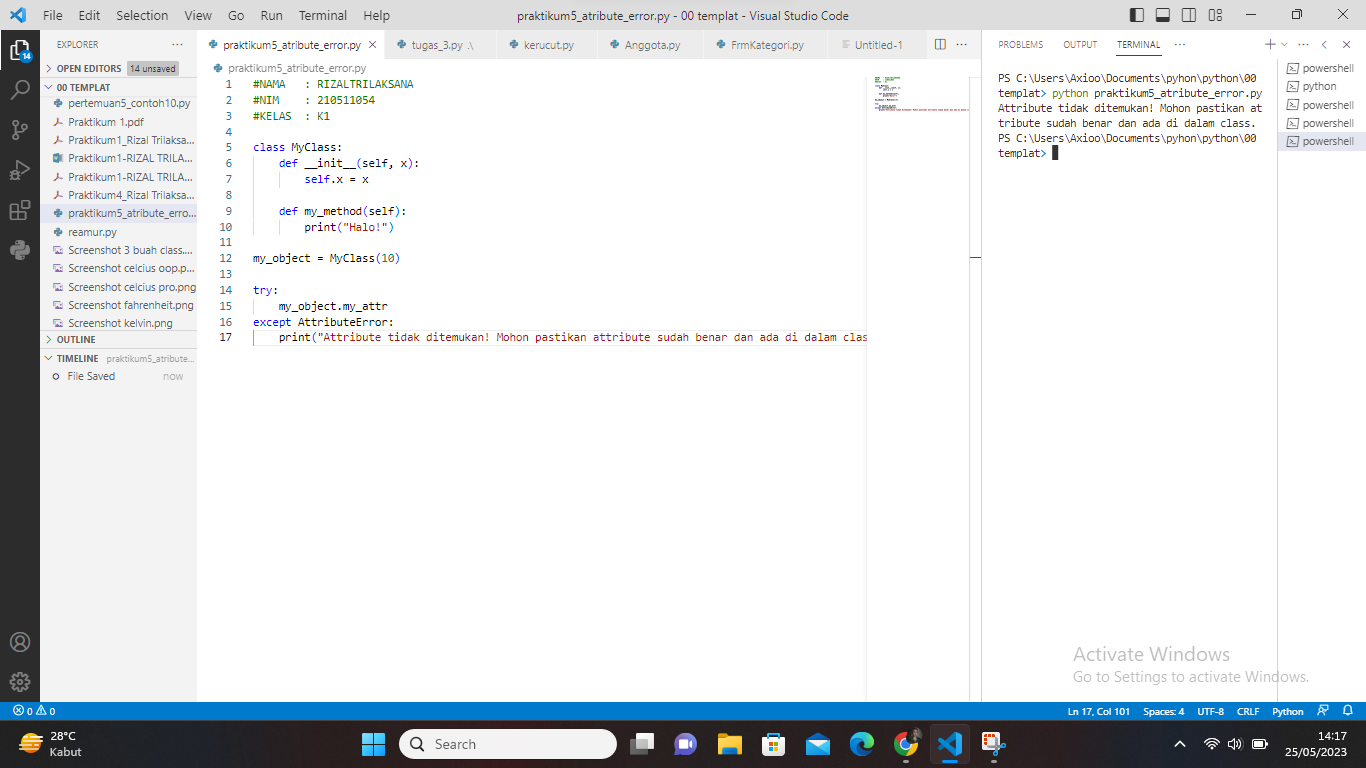 File Edit Selection View Go Run Terminal Help praktikum5_atribute_error.py - 00 templat - Visual Studio Code
EXPLORER ···
OPEN EDITORS 14 unsaved
00 TEMPLAT
pertemuan5_contoh10.py
Praktikum 1.pdf
Praktikum1_Rizal Trilaksa...
Praktikum1-RIZAL TRILA...
Praktikum1-RIZAL TRILA...
Praktikum4_Rizal Trilaksa...
praktikum5_atribute_erro...
reamur.py
Screenshot 3 buah class....
Screenshot celcius oop.p...
Screenshot celcius pro.png
Screenshot fahrenheit.png
Screenshot kelvin.png
OUTLINE
TIMELINE praktikum5_atribute...
File Saved now
14
praktikum5_atribute_error.py tugas_3.py .\ kerucut.py Anggota.py FrmKategori.py Untitled-1 ···
praktikum5_atribute_error.py
1 #NAMA : RIZALTRILAKSANA
2 #NIM : 210511054
3 #KELAS : K1
4
5 class MyClass:
6 def __init__(self, x):
7 self.x = x
8
9 def my_method(self):
10 print("Halo!")
11
12 my_object = MyClass(10)
13
14 try:
15 my_object.my_attr
16 except AttributeError:
17 print("Attribute tidak ditemukan! Mohon pastikan attribute sudah benar dan ada di dalam clas
PROBLEMS OUTPUT TERMINAL ···
PS C:\Users\Axioo\Documents\pyhon\python\00
templat> python praktikum5_atribute_error.py
Attribute tidak ditemukan! Mohon pastikan at
tribute sudah benar dan ada di dalam class.
PS C:\Users\Axioo\Documents\pyhon\python\00
templat>
powershell
python
powershell
powershell
powershell
Activate Windows
Go to Settings to activate Windows.
0 0 Ln 17, Col 101 Spaces: 4 UTF-8 CRLF Python
28°C
Kabut
Search
14:17
25/05/2023